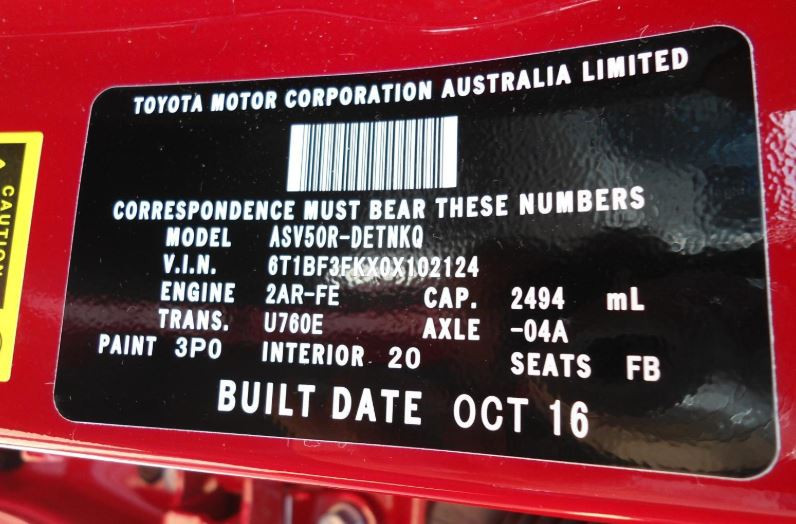 TOYOTA MOTOR CORPORATION AUSTRALIA LIMITED
CORRESPONDENCE MUST BEAR THESE NUMBERS
MODEL ASV50R-DETNKQ
V.I.N. 6T1BF3FKX0X102124
ENGINE 2AR-FE CAP. 2494 mL
TRANS. U760E AXLE -04A
PAINT 3P0 INTERIOR 20 SEATS FB
BUILT DATE OCT 16
CAUTION